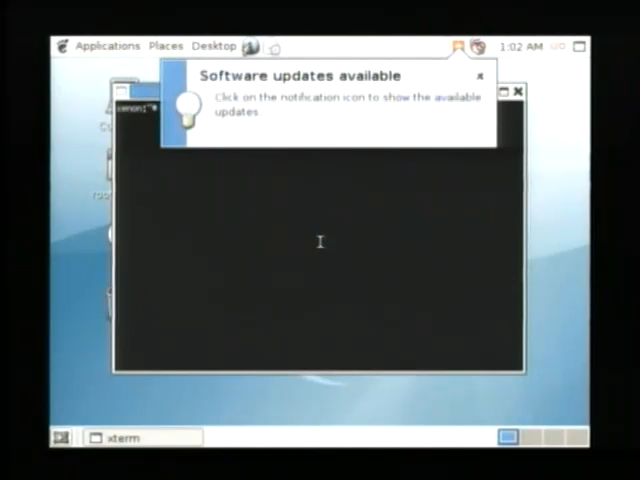 Applications Places Desktop
1:02 AM
Software updates available
Click on the notification icon to show the available
updates
xenon:~#
xterm